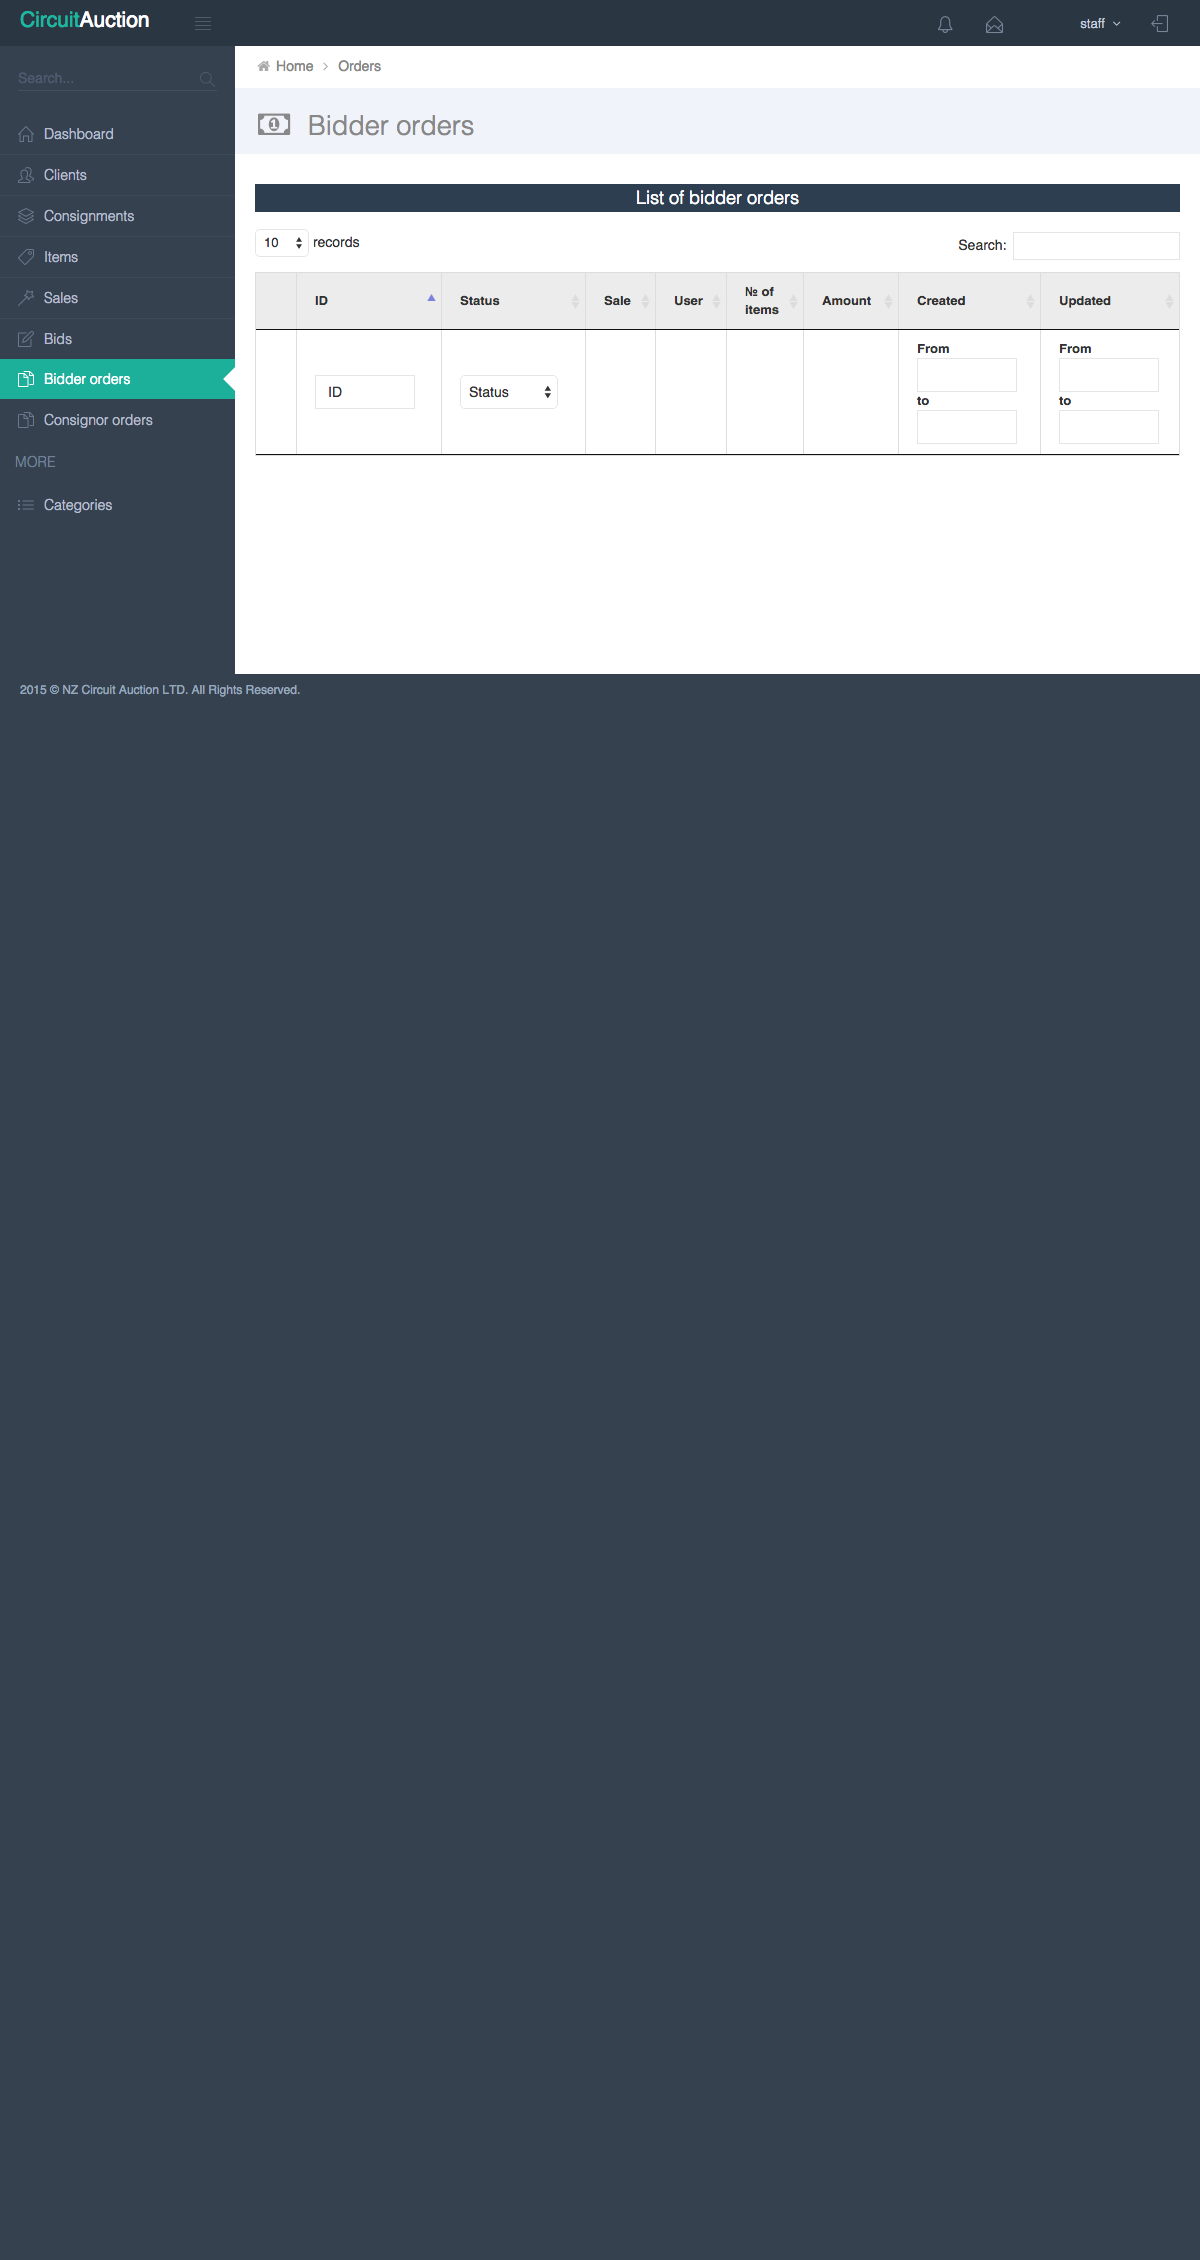 CircuitAuction
staff
Search...
Dashboard
Clients
Consignments
Items
Sales
Bids
Bidder orders
Consignor orders
MORE
Categories
Home > Orders
Bidder orders
List of bidder orders
10 records
Search:
ID Status Sale User № of items Amount Created Updated
ID Status
From
to
From
to
2015 © NZ Circuit Auction LTD. All Rights Reserved.